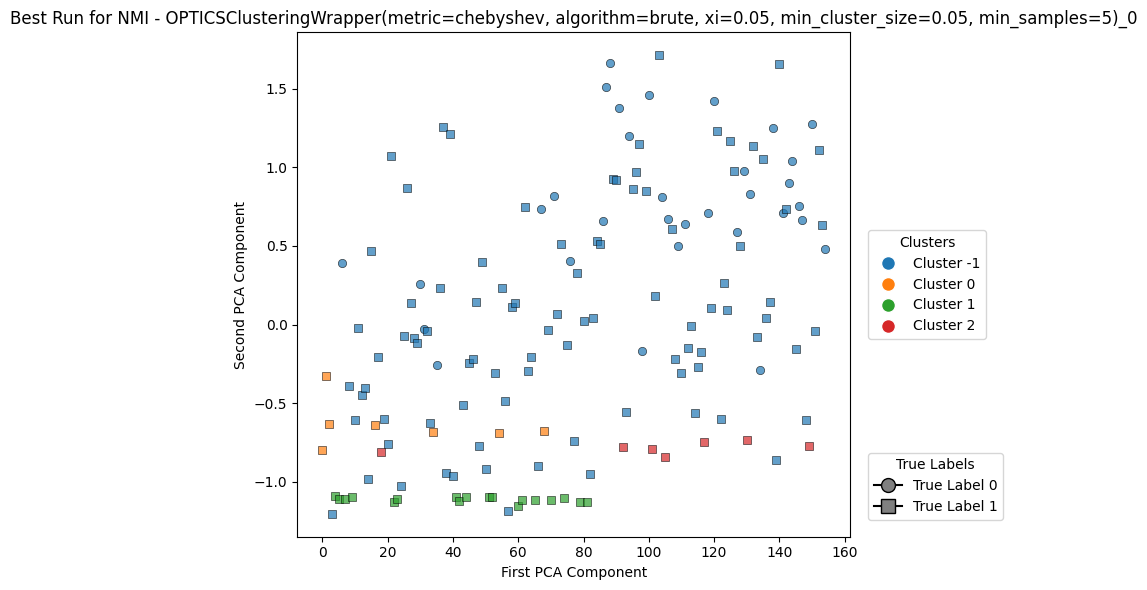 Best Run for NMI - OPTICSClusteringWrapper(metric=chebyshev, algorithm=brute, xi=0.05, min_cluster_size=0.05, min_samples=5)_0
Second PCA Component
1.5
1.0
0.5
0.0
−0.5
−1.0
0 20 40 60 80 100 120 140 160
First PCA Component
Clusters
Cluster -1
Cluster 0
Cluster 1
Cluster 2
True Labels
True Label 0
True Label 1